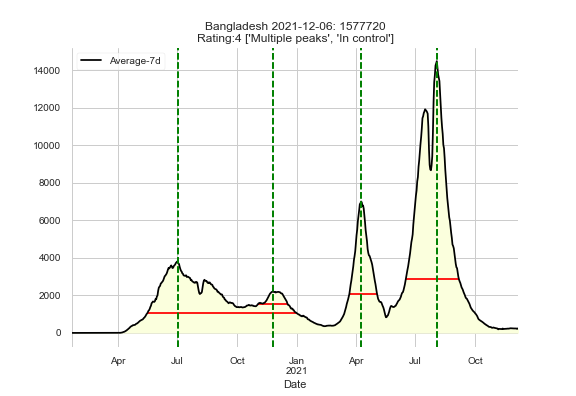 Bangladesh 2021-12-06: 1577720
Rating:4 ['Multiple peaks', 'In control']
Average-7d
14000
12000
10000
8000
6000
4000
2000
0
Apr Jul Oct Jan Apr Jul Oct
2021
Date